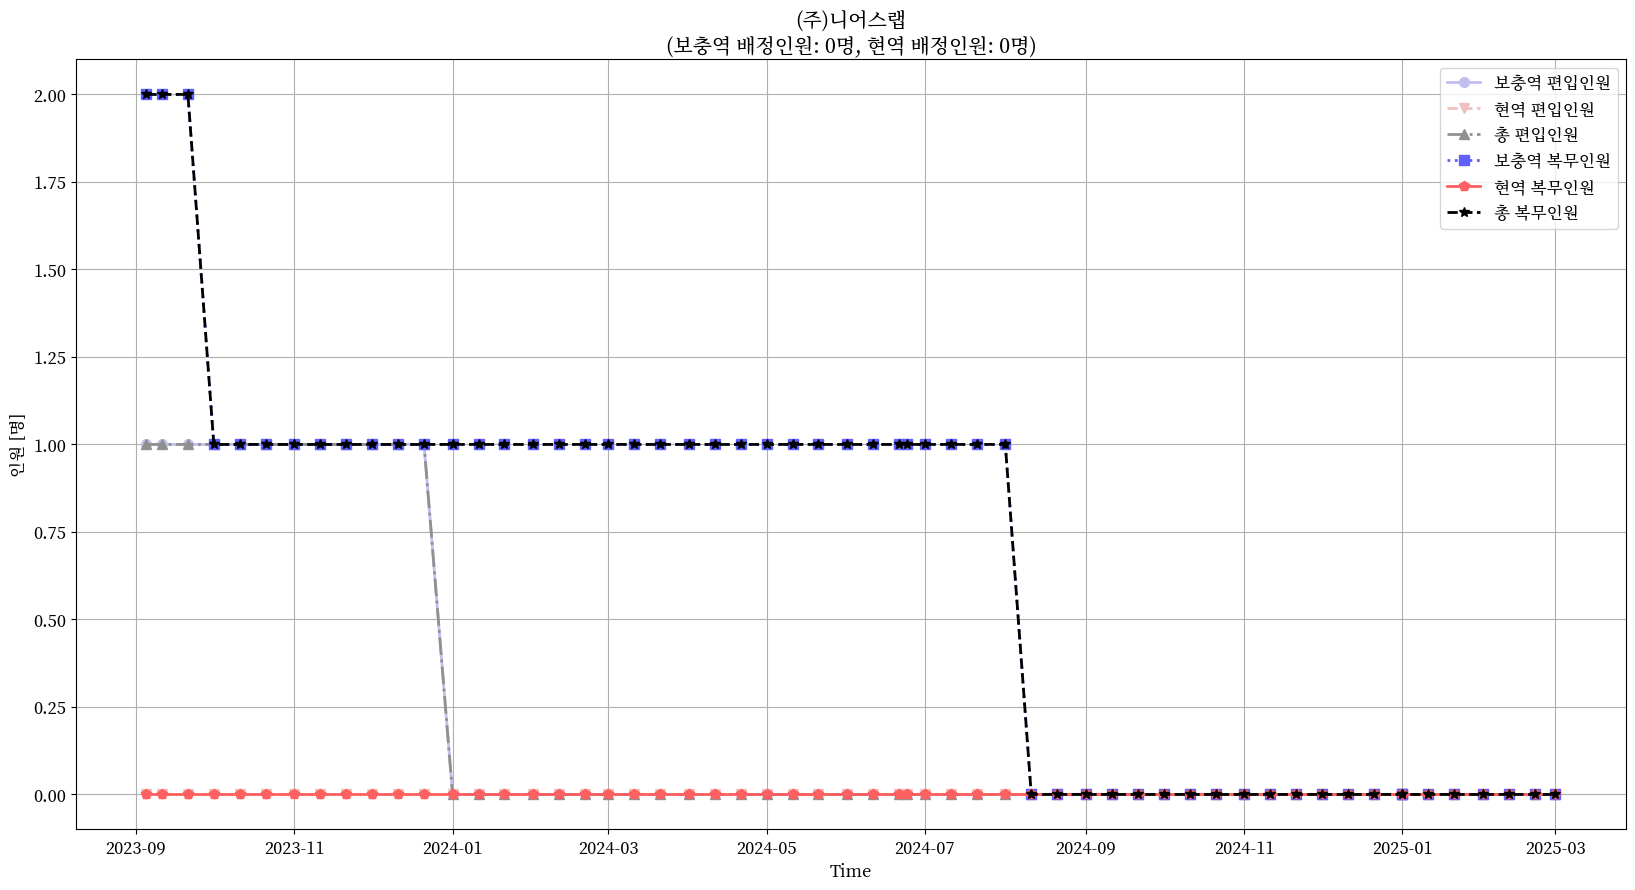 (주)니어스랩
(보충역 배정인원: 0명, 현역 배정인원: 0명)
보충역 편입인원
현역 편입인원
총 편입인원
보충역 복무인원
현역 복무인원
총 복무인원
인원 [명]
2.00
1.75
1.50
1.25
1.00
0.75
0.50
0.25
0.00
2023-09 2023-11 2024-01 2024-03 2024-05 2024-07 2024-09 2024-11 2025-01 2025-03
Time